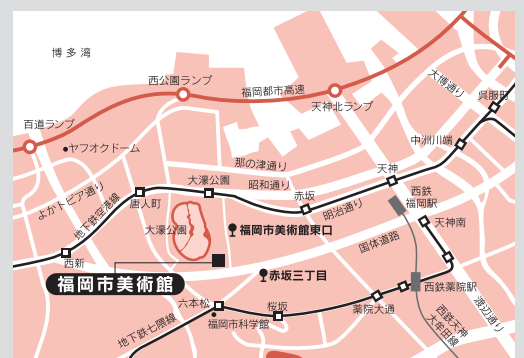 博多湾
西公園ランプ
福岡都市高速
天神北ランプ
大博通り
呉服町
百道ランプ
ヤフオクドーム
中洲川端
那の津通り
昭和通り
天神
よかトピア通り
地下鉄空港線
唐人町
大濠公園
赤坂
明治通り
西鉄
福岡駅
天神南
大濠公園
福岡市美術館東口
国体道路
西新
福岡市美術館
赤坂三丁目
西鉄薬院駅
渡辺通り
六本松
桜坂
薬院大通
福岡市科学館
地下鉄七隈線
西鉄天神
大牟田線